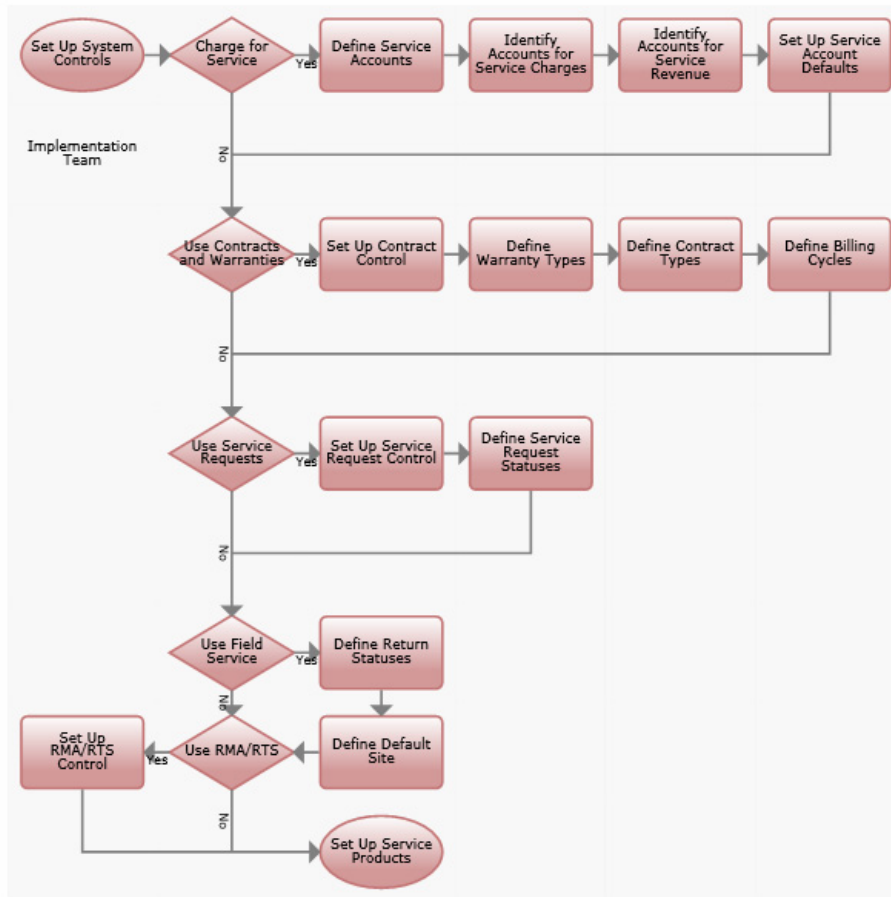 Set Up System
Controls
Charge for
Service
Yes
Define Service
Accounts
Identify
Accounts for
Service Charges
Identify
Accounts for
Service
Revenue
Set Up Service
Account
Defaults
Implementation
Team
No
Use Contracts
and Warranties
Yes
Set Up Contract
Control
Define
Warranty Types
Define Contract
Types
Define Billing
Cycles
No
Use Service
Requests
Yes
Set Up Service
Request Control
Define Service
Request
Statuses
No
Use Field
Service
Yes
Define Return
Statuses
No
Set Up
RMA/RTS
Control
Yes
Use RMA/RTS
Define Default
Site
No
Set Up Service
Products